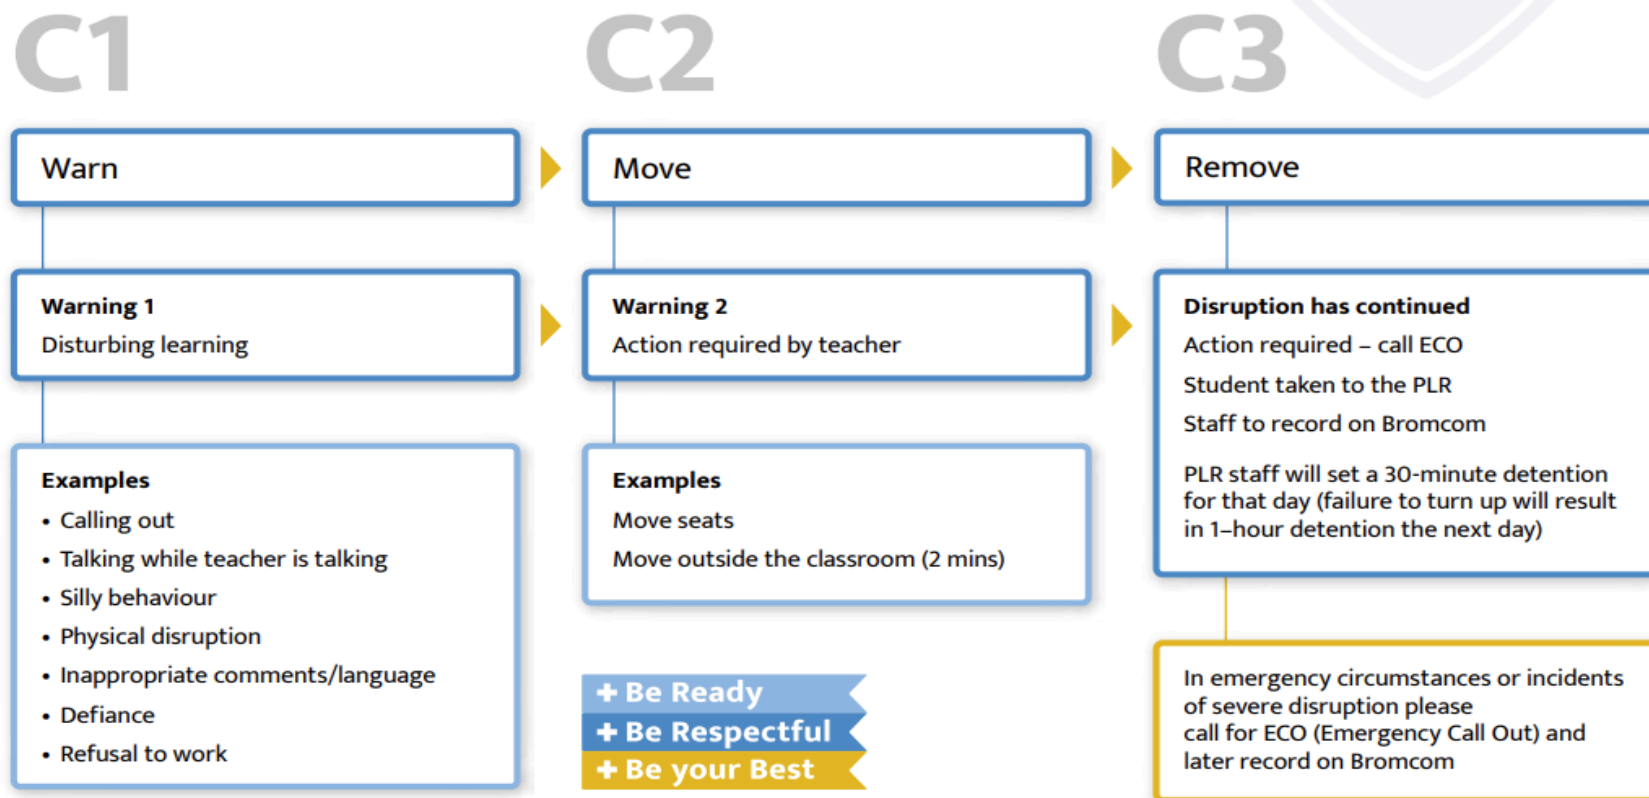 C1
Warn
Warning 1
Disturbing learning
Examples
• Calling out
• Talking while teacher is talking
• Silly behaviour
• Physical disruption
• Inappropriate comments/language
• Defiance
• Refusal to work
C2
Move
Warning 2
Action required by teacher
Examples
Move seats
Move outside the classroom (2 mins)
+ Be Ready
+ Be Respectful
+ Be your Best
C3
Remove
Disruption has continued
Action required – call ECO
Student taken to the PLR
Staff to record on Bromcom
PLR staff will set a 30-minute detention
for that day (failure to turn up will result
in 1–hour detention the next day)
In emergency circumstances or incidents
of severe disruption please
call for ECO (Emergency Call Out) and
later record on Bromcom